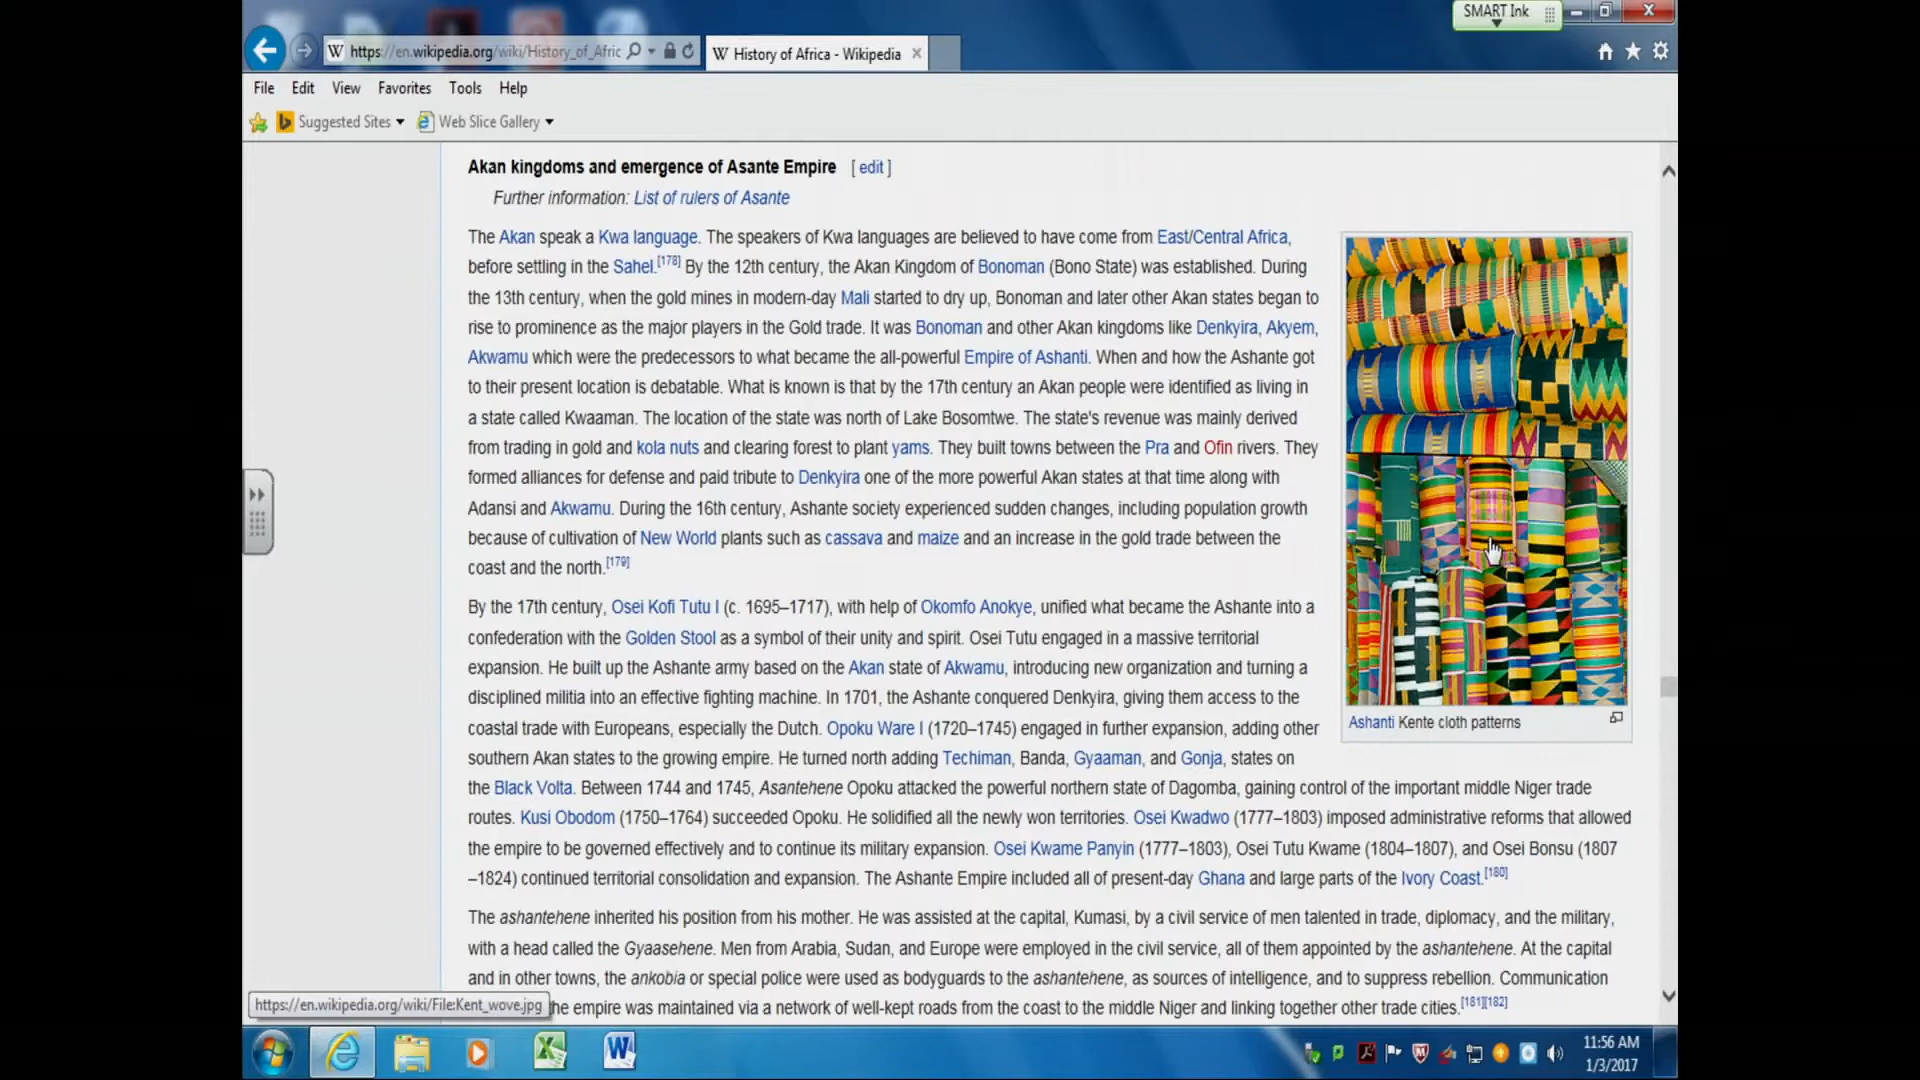 SMART Ink
https://en.wikipedia.org/wiki/History_of_Afric
W History of Africa - Wikipedia
File Edit View Favorites Tools Help
Suggested Sites Web Slice Gallery
Akan kingdoms and emergence of Asante Empire [ edit ]
Further information: List of rulers of Asante
The Akan speak a Kwa language. The speakers of Kwa languages are believed to have come from East/Central Africa,
before settling in the Sahel.[178] By the 12th century, the Akan Kingdom of Bonoman (Bono State) was established. During
the 13th century, when the gold mines in modern-day Mali started to dry up, Bonoman and later other Akan states began to
rise to prominence as the major players in the Gold trade. It was Bonoman and other Akan kingdoms like Denkyira, Akyem,
Akwamu which were the predecessors to what became the all-powerful Empire of Ashanti. When and how the Ashante got
to their present location is debatable. What is known is that by the 17th century an Akan people were identified as living in
a state called Kwaaman. The location of the state was north of Lake Bosomtwe. The state's revenue was mainly derived
from trading in gold and kola nuts and clearing forest to plant yams. They built towns between the Pra and Ofin rivers. They
formed alliances for defense and paid tribute to Denkyira one of the more powerful Akan states at that time along with
Adansi and Akwamu. During the 16th century, Ashante society experienced sudden changes, including population growth
because of cultivation of New World plants such as cassava and maize and an increase in the gold trade between the
coast and the north.[179]
Ashanti Kente cloth patterns
By the 17th century, Osei Kofi Tutu I (c. 1695–1717), with help of Okomfo Anokye, unified what became the Ashante into a
confederation with the Golden Stool as a symbol of their unity and spirit. Osei Tutu engaged in a massive territorial
expansion. He built up the Ashante army based on the Akan state of Akwamu, introducing new organization and turning a
disciplined militia into an effective fighting machine. In 1701, the Ashante conquered Denkyira, giving them access to the
coastal trade with Europeans, especially the Dutch. Opoku Ware I (1720–1745) engaged in further expansion, adding other
southern Akan states to the growing empire. He turned north adding Techiman, Banda, Gyaaman, and Gonja, states on
the Black Volta. Between 1744 and 1745, Asantehene Opoku attacked the powerful northern state of Dagomba, gaining control of the important middle Niger trade
routes. Kusi Obodom (1750–1764) succeeded Opoku. He solidified all the newly won territories. Osei Kwadwo (1777–1803) imposed administrative reforms that allowed
the empire to be governed effectively and to continue its military expansion. Osei Kwame Panyin (1777–1803), Osei Tutu Kwame (1804–1807), and Osei Bonsu (1807
–1824) continued territorial consolidation and expansion. The Ashante Empire included all of present-day Ghana and large parts of the Ivory Coast.[180]
The ashantehene inherited his position from his mother. He was assisted at the capital, Kumasi, by a civil service of men talented in trade, diplomacy, and the military,
with a head called the Gyaasehene. Men from Arabia, Sudan, and Europe were employed in the civil service, all of them appointed by the ashantehene. At the capital
and in other towns, the ankobia or special police were used as bodyguards to the ashantehene, as sources of intelligence, and to suppress rebellion. Communication
https://en.wikipedia.org/wiki/File:Kent_wove.jpg
the empire was maintained via a network of well-kept roads from the coast to the middle Niger and linking together other trade cities.[181][182]
11:56 AM
1/3/2017